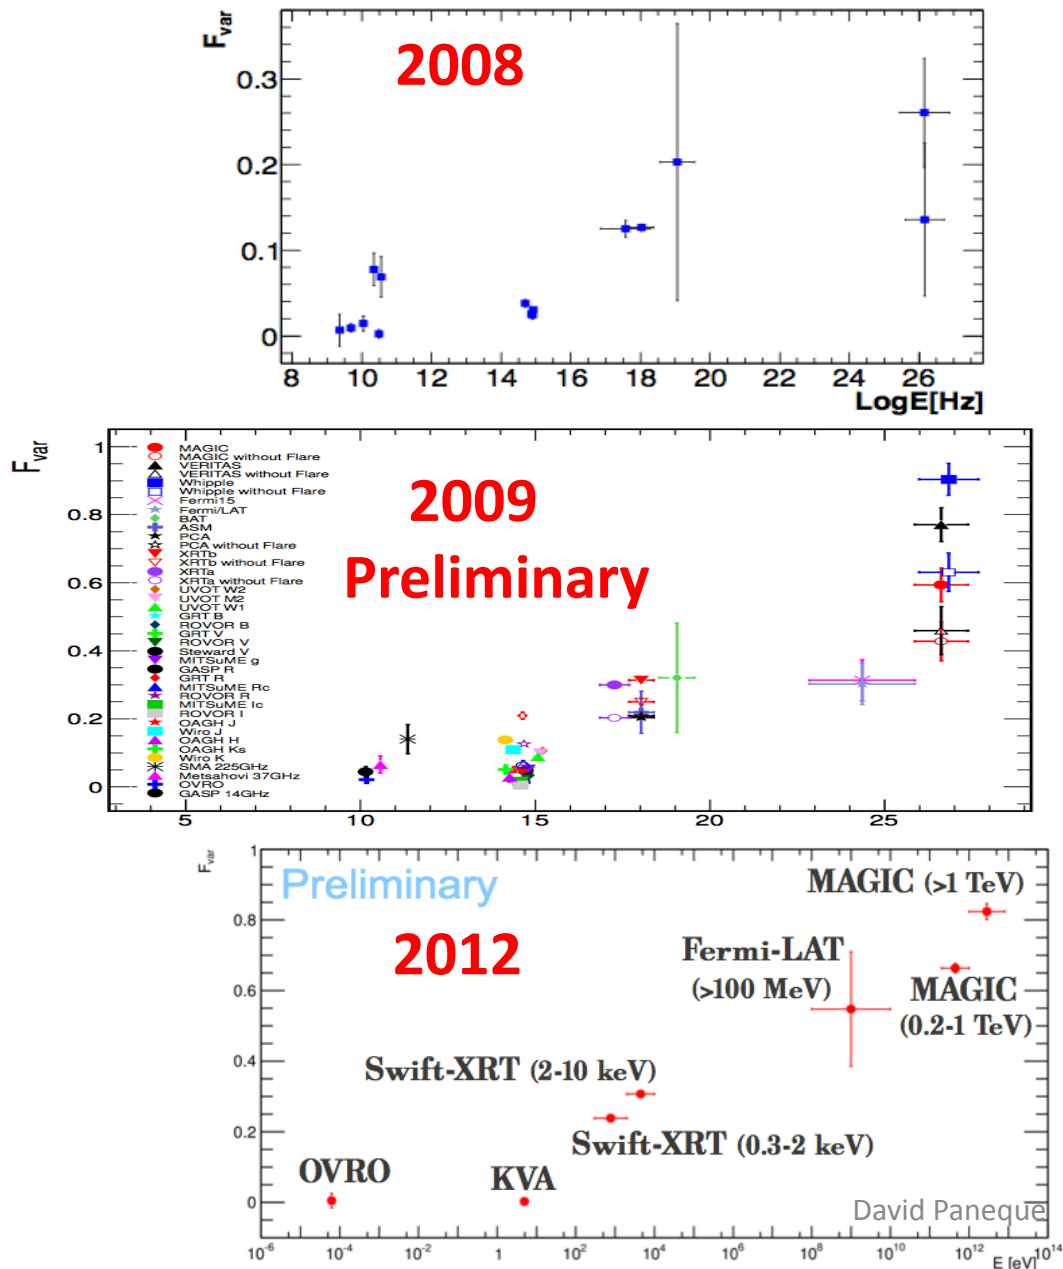 F_var
2008
0.3
0.2
0.1
0
8 10 12 14 16 18 20 22 24 26
LogE[Hz]
F_var
1
0.8
0.6
0.4
0.2
0
MAGIC
MAGIC without Flare
VERITAS
VERITAS without Flare
Whipple
Whipple without Flare
Fermi15
Fermi/LAT
BAT
ASM
PCA
PCA without Flare
XRTb
XRTb without Flare
XRTa
XRTa without Flare
UVOT W2
UVOT M2
UVOT W1
GRT B
ROVOR B
GRT V
ROVOR V
Steward V
MITSuME g
GASP R
GRT R
MITSuME Rc
ROVOR R
MITSuME Ic
ROVOR I
OAGH J
Wiro J
OAGH H
OAGH Ks
Wiro K
SMA 225GHz
Metsahovi 37GHz
OVRO
GASP 14GHz
2009
Preliminary
5 10 15 20 25
F_var
1
0.8
0.6
0.4
0.2
0
Preliminary
2012
MAGIC (>1 TeV)
Fermi-LAT
(>100 MeV)
MAGIC
(0.2-1 TeV)
Swift-XRT (2-10 keV)
Swift-XRT (0.3-2 keV)
OVRO
KVA
David Paneque
10⁻⁶ 10⁻⁴ 10⁻² 1 10² 10⁴ 10⁶ 10⁸ 10¹⁰ 10¹² 10¹⁴
E [eV]